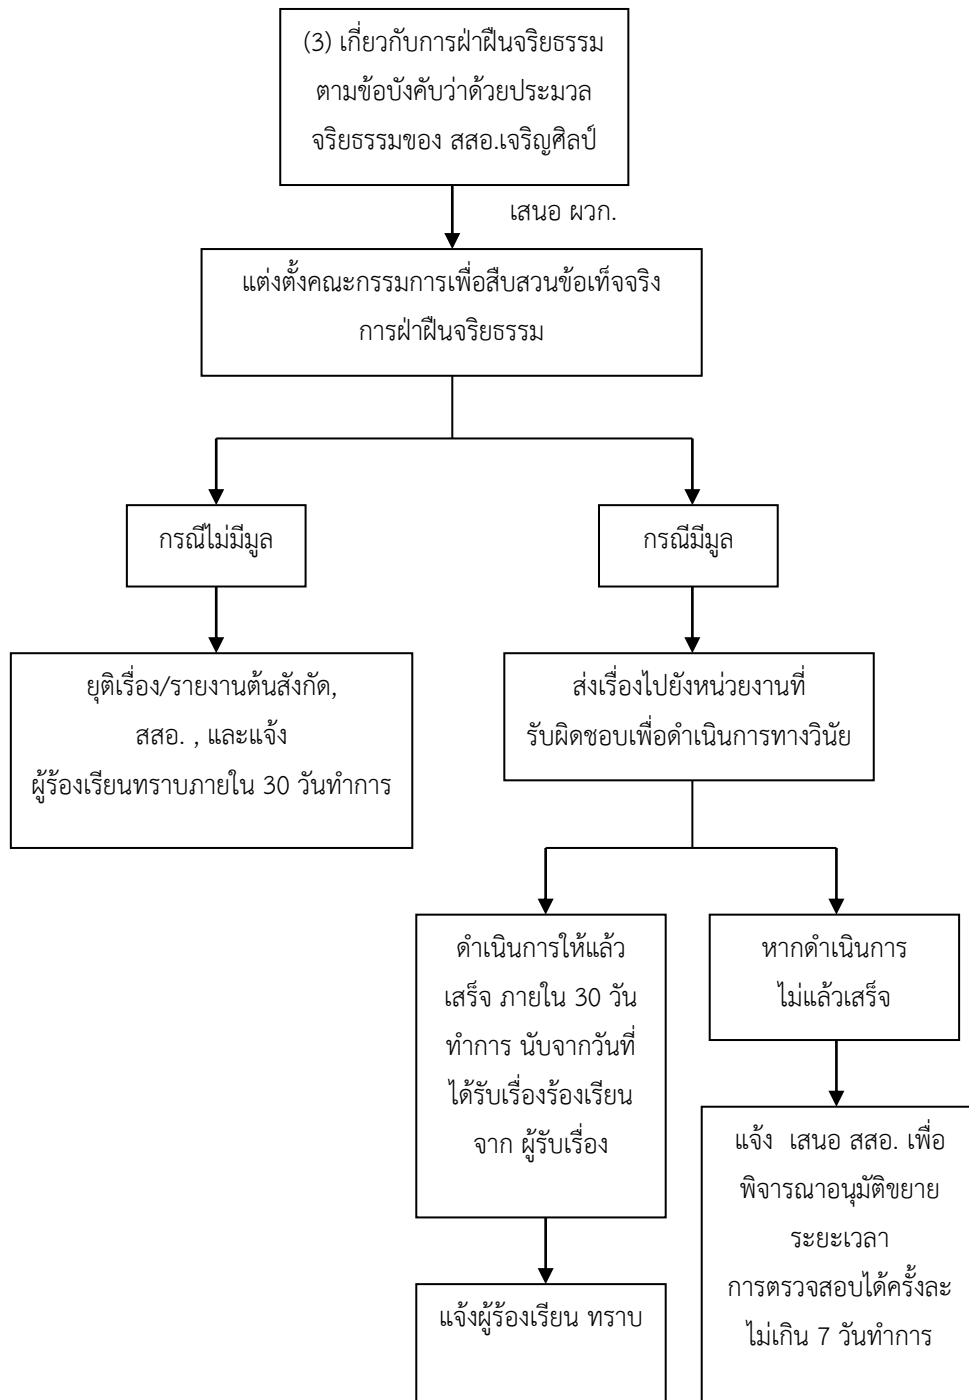 (3) เกี่ยวกับการฝ่าฝืนจริยธรรม
ตามข้อบังคับว่าด้วยประมวล
จริยธรรมของ สสอ.เจริญศิลป์
เสนอ ผวก.
แต่งตั้งคณะกรรมการเพื่อสืบสวนข้อเท็จจริง
การฝ่าฝืนจริยธรรม
กรณีไม่มีมูล
กรณีมีมูล
ยุติเรื่อง/รายงานต้นสังกัด,
สสอ. , และแจ้ง
ผู้ร้องเรียนทราบภายใน 30 วันทำการ
ส่งเรื่องไปยังหน่วยงานที่
รับผิดชอบเพื่อดำเนินการทางวินัย
ดำเนินการให้แล้ว
เสร็จ ภายใน 30 วัน
ทำการ นับจากวันที่
ได้รับเรื่องร้องเรียน
จาก ผู้รับเรื่อง
หากดำเนินการ
ไม่แล้วเสร็จ
แจ้ง เสนอ สสอ. เพื่อ
พิจารณาอนุมัติขยาย
ระยะเวลา
การตรวจสอบได้ครั้งละ
ไม่เกิน 7 วันทำการ
แจ้งผู้ร้องเรียน ทราบ